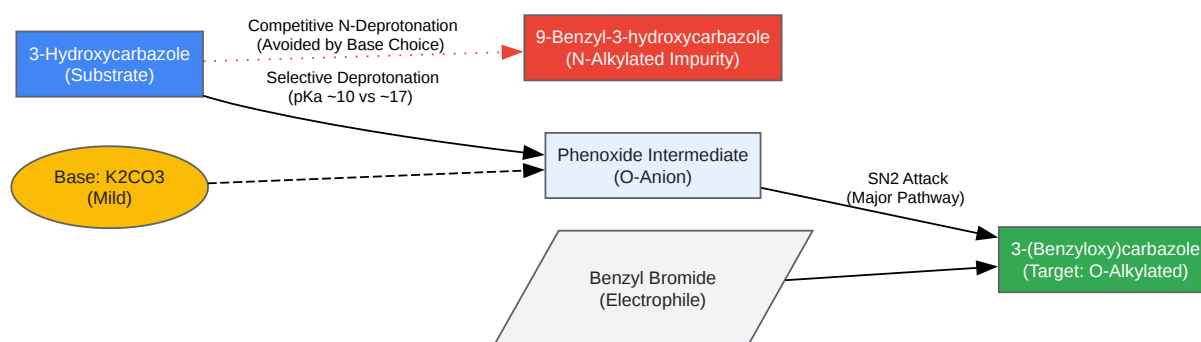 3-Hydroxycarbazole
(Substrate)
Competitive N-Deprotonation
(Avoided by Base Choice)
9-Benzyl-3-hydroxycarbazole
(N-Alkylated Impurity)
Selective Deprotonation
(pKa ~10 vs ~17)
Base: K2CO3
(Mild)
Phenoxide Intermediate
(O-Anion)
SN2 Attack
(Major Pathway)
Benzyl Bromide
(Electrophile)
3-(Benzyloxy)carbazole
(Target: O-Alkylated)